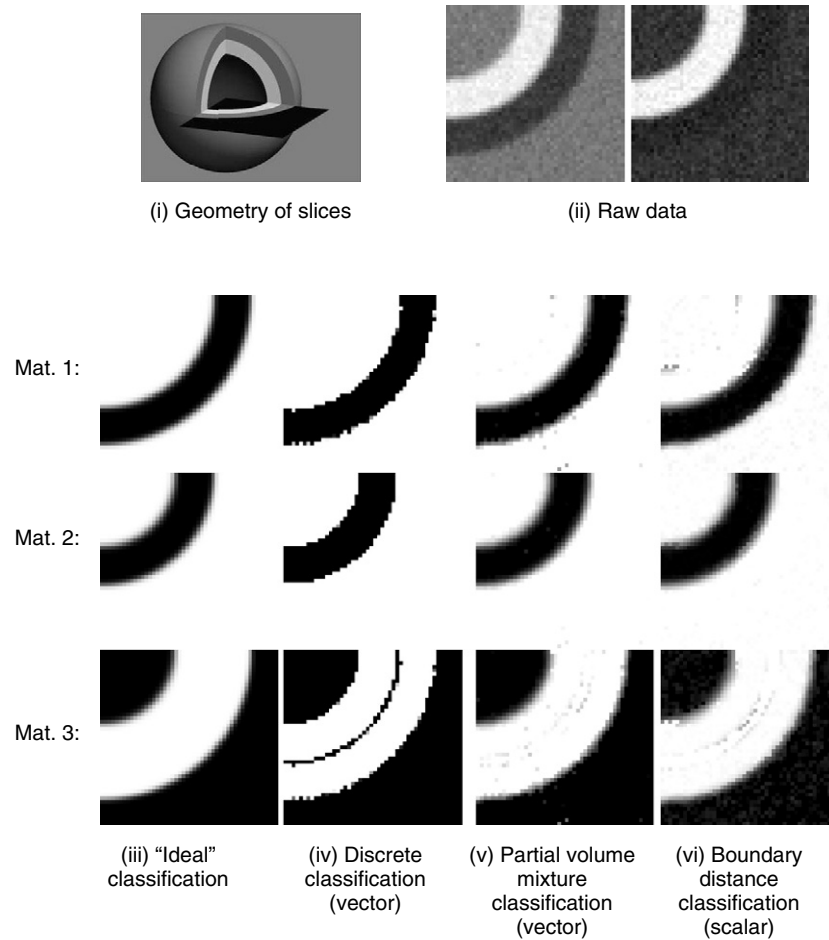 (i) Geometry of slices
(ii) Raw data
Mat. 1:
Mat. 2:
Mat. 3:
(iii) “Ideal”
classification
(iv) Discrete
classification
(vector)
(v) Partial volume
mixture
classification
(vector)
(vi) Boundary
distance
classification
(scalar)